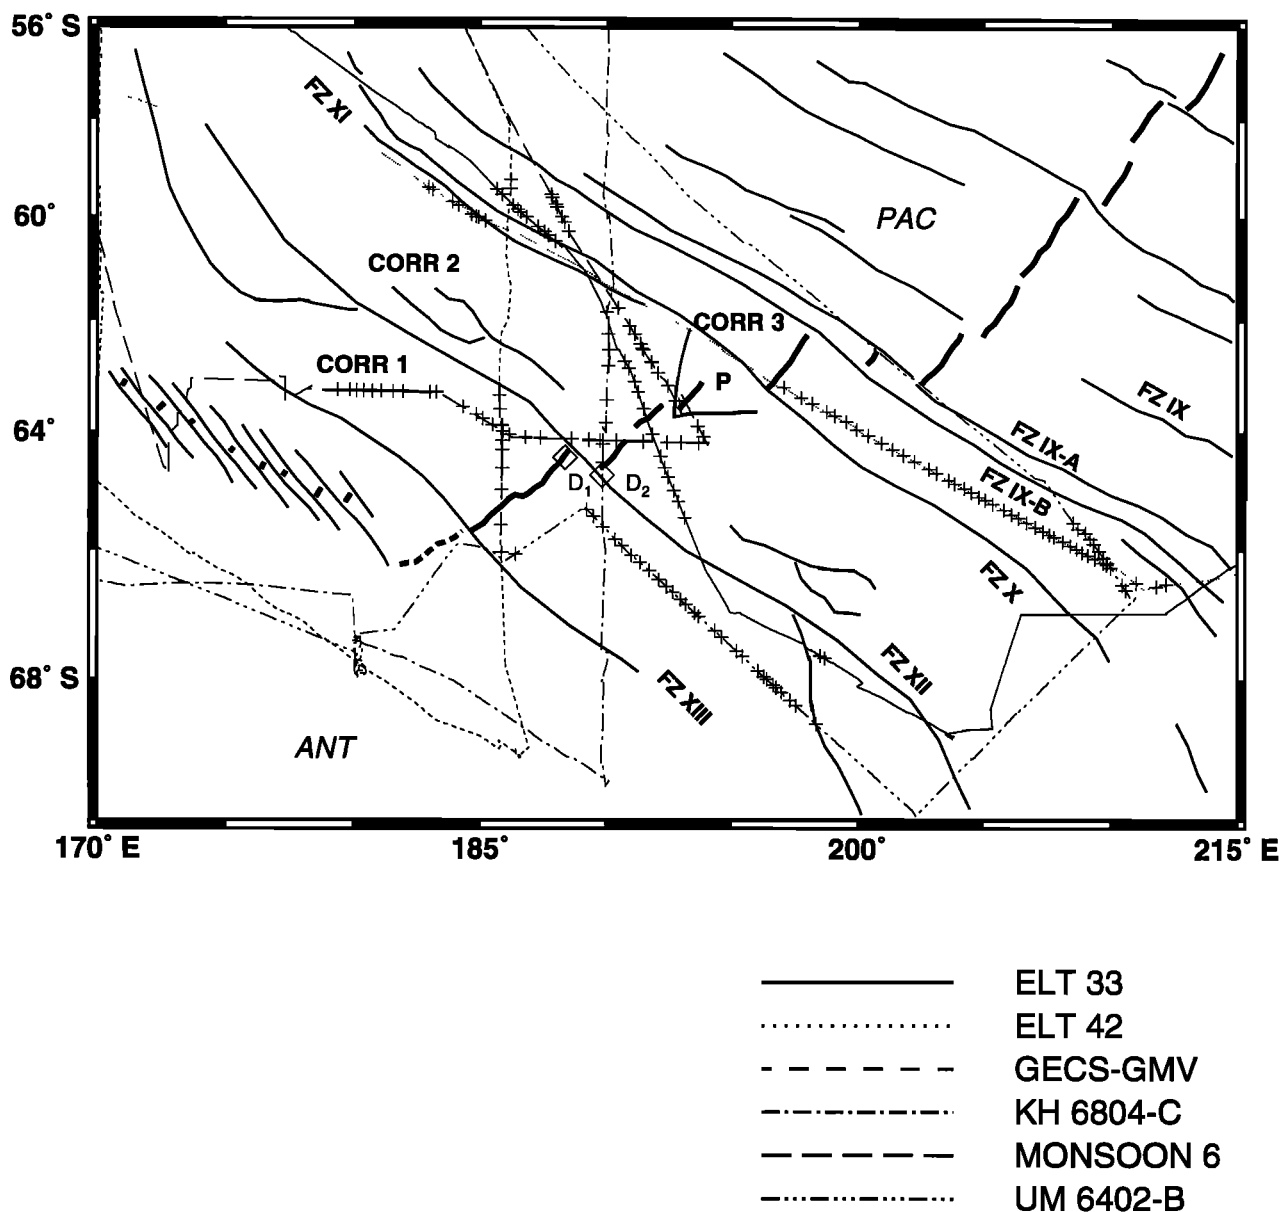 56° S
FZ XI
PAC
60°
CORR 2
CORR 3
CORR 1
P
FZ IX
64°
FZ IX-A
D1
D2
FZ IX-B
FZ X
FZ XII
68° S
FZ XIII
ANT
170° E
185°
200°
215° E
ELT 33
ELT 42
GECS-GMV
KH 6804-C
MONSOON 6
UM 6402-B